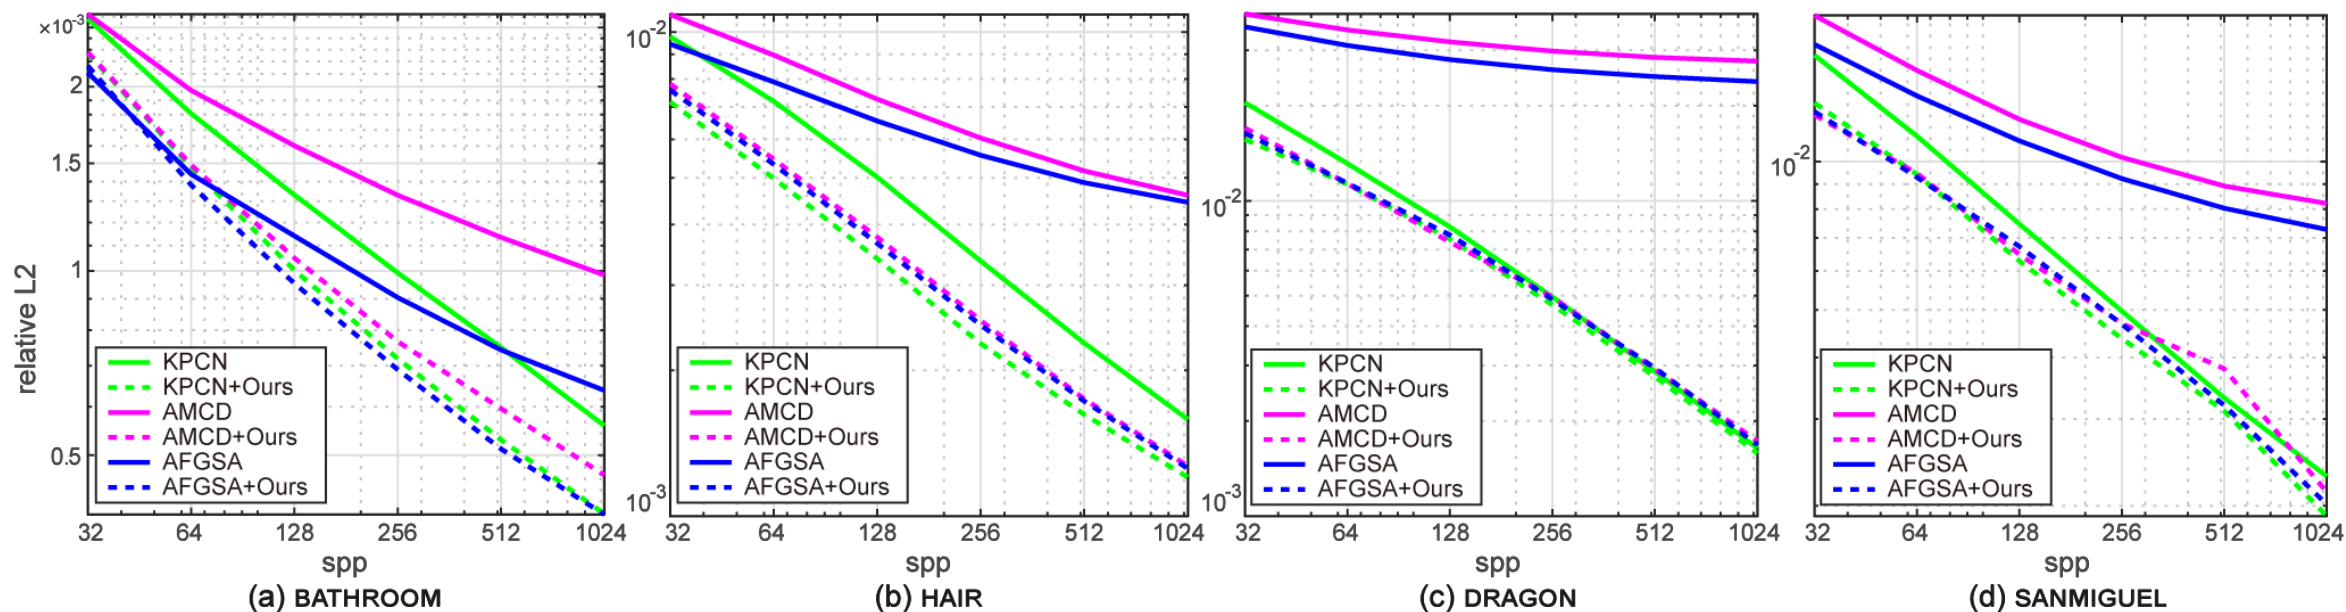 ×10⁻³
2
1.5
1
0.5
relative L2
KPCN
KPCN+Ours
AMCD
AMCD+Ours
AFGSA
AFGSA+Ours
32 64 128 256 512 1024
spp
(a) BATHROOM
10⁻²
10⁻³
KPCN
KPCN+Ours
AMCD
AMCD+Ours
AFGSA
AFGSA+Ours
32 64 128 256 512 1024
spp
(b) HAIR
10⁻²
10⁻³
KPCN
KPCN+Ours
AMCD
AMCD+Ours
AFGSA
AFGSA+Ours
32 64 128 256 512 1024
spp
(c) DRAGON
10⁻²
KPCN
KPCN+Ours
AMCD
AMCD+Ours
AFGSA
AFGSA+Ours
32 64 128 256 512 1024
spp
(d) SANMIGUEL